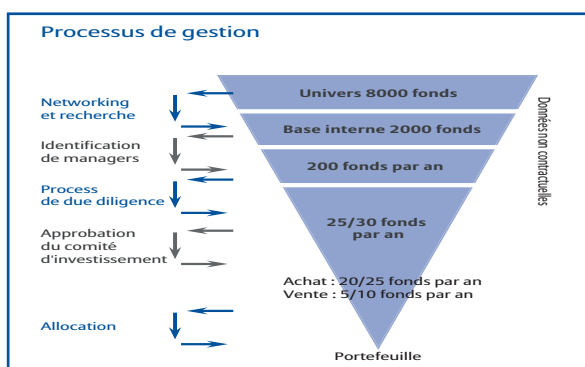 Processus de gestion
Networking
et recherche
Identification
de managers
Process
de due diligence
Approbation
du comité
d'investissement
Allocation
Univers 8000 fonds
Base interne 2000 fonds
200 fonds par an
25/30 fonds
par an
Achat : 20/25 fonds par an
Vente : 5/10 fonds par an
Portefeuille
Données non contractuelles